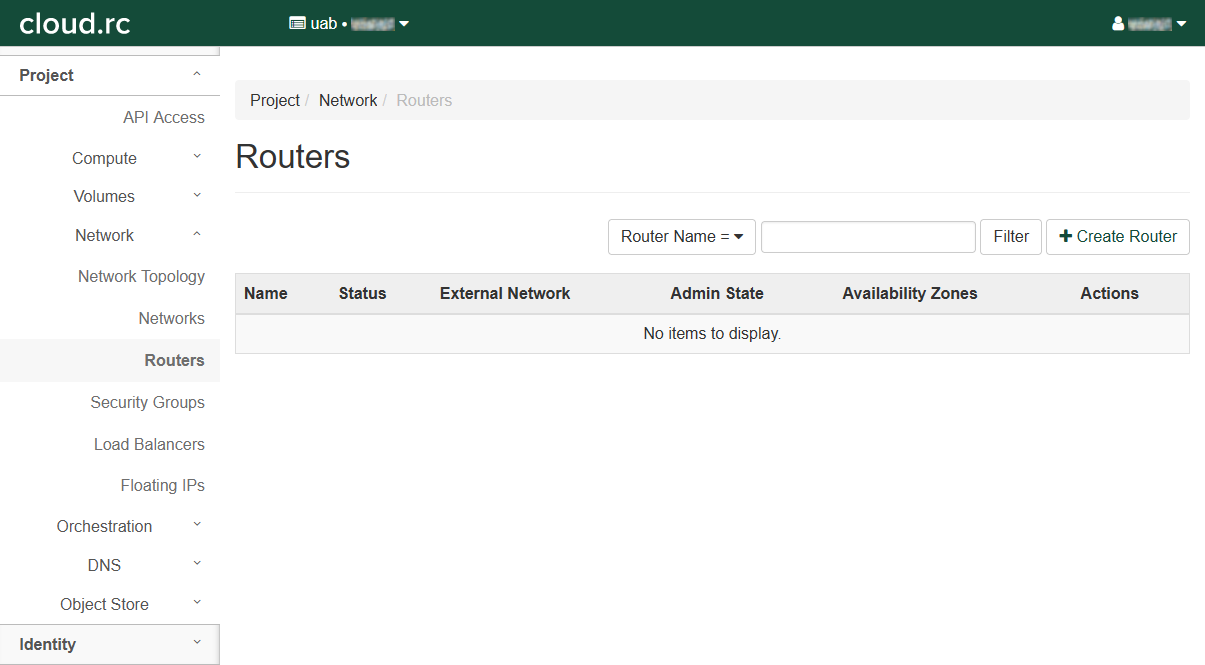 cloud.rc
uab •
Project
API Access
Compute
Volumes
Network
Network Topology
Networks
Routers
Security Groups
Load Balancers
Floating IPs
Orchestration
DNS
Object Store
Identity
Project / Network / Routers
Routers
Router Name = Filter Create Router
Name Status External Network Admin State Availability Zones Actions
No items to display.